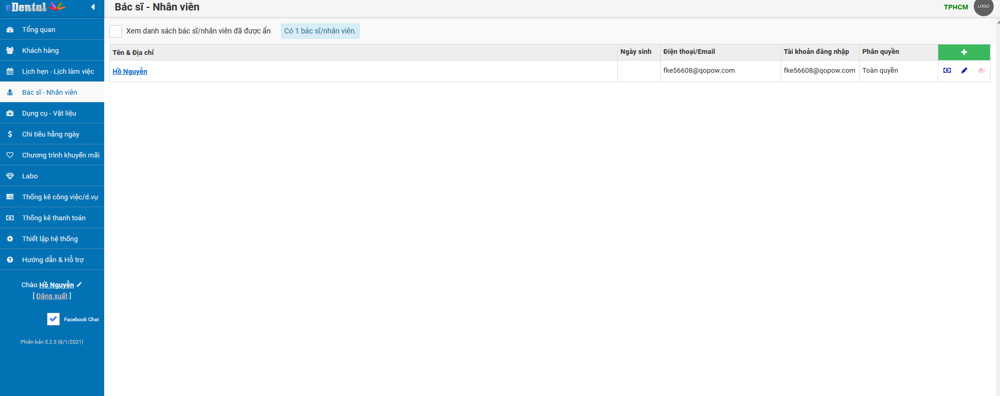 eDental
Bác sĩ - Nhân viên
TPHCM
LOGO
Tổng quan
Khách hàng
Lịch hẹn - Lịch làm việc
Bác sĩ - Nhân viên
Dụng cụ - Vật liệu
Chi tiêu hằng ngày
Chương trình khuyến mãi
Labo
Thống kê công việc/d.vụ
Thống kê thanh toán
Thiết lập hệ thống
Hướng dẫn & Hỗ trợ
Chào Hồ Nguyễn
[ Đăng xuất ]
Facebook Chat
Phiên bản 5.2.5 (8/1/2021)
Xem danh sách bác sĩ/nhân viên đã được ẩn
Có 1 bác sĩ/nhân viên.
Tên & Địa chỉ Ngày sinh Điện thoại/Email Tài khoản đăng nhập Phân quyền
Hồ Nguyễn fke56608@qopow.com fke56608@qopow.com Toàn quyền